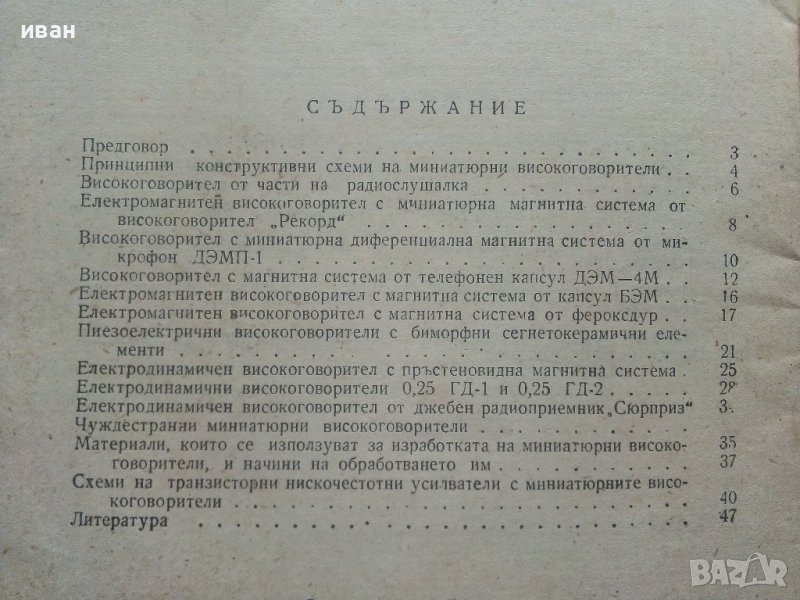 иван
СЪДЪРЖАНИЕ
Предговор . . . . . . . . . . . . . . . . . . . . 3
Принципни конструктивни схеми на миниатюрни високоговорители . . 4
Високоговорител от части на радиослушалка . . . . . . . . . 6
Електромагнитен високоговорител с миниатюрна магнитна система от
високоговорител „Рекорд“ . . . . . . . . . . . . . . 8
Високоговорител с миниатюрна диференциална магнитна система от ми-
крофон ДЭМП-1 . . . . . . . . . . . . . . . . . 10
Високоговорител с магнитна система от телефонен капсул ДЭМ—4М . . 12
Електромагнитен високоговорител с магнитна система от капсул БЭМ . 16
Електромагнитен високоговорител с магнитна система от фероксдур . 17
Пиезоелектрични високоговорители с биморфни сегнетокерамични еле-
менти . . . . . . . . . . . . . . . . . . . . 21
Електродинамичен високоговорител с пръстеновидна магнитна система . 25
Електродинамични високоговорители 0,25 ГД-1 и 0,25 ГД-2 . . . . 28
Електродинамичен високоговорител от джебен радиоприемник „Сюрприз“
Чуждестранни миниатюрни високоговорители . . . . . . . . . 35
Материали, които се използуват за изработката на миниатюрни високо-
говорители, и начини на обработването им . . . . . . . . 37
Схеми на транзисторни нискочестотни усилватели с миниатюрните висо-
коговорители . . . . . . . . . . . . . . . . . 40
Литература . . . . . . . . . . . . . . . . . . . 47
BAZAR